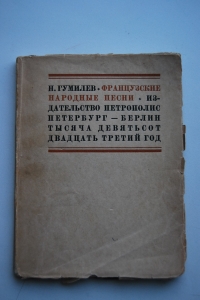 Н. ГУМИЛЕВ • ФРАНЦУЗСКИЕ
НАРОДНЫЕ ПЕСНИ • ИЗ-
ДАТЕЛЬСТВО ПЕТРОПОЛИС
ПЕТЕРБУРГ — БЕРЛИН
ТЫСЯЧА ДЕВЯТЬСОТ
ДВАДЦАТЬ ТРЕТИЙ ГОД